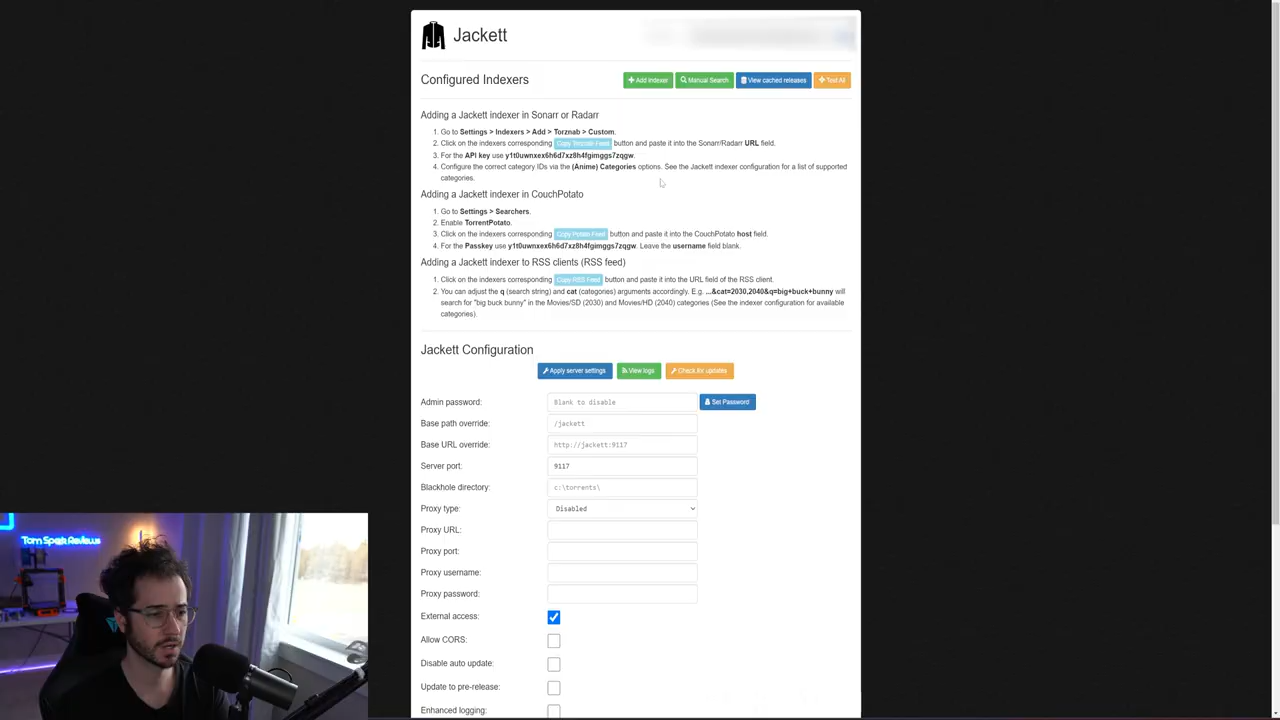 Jackett
Configured Indexers
Add indexer
Manual Search
View cached releases
Test All
Adding a Jackett indexer in Sonarr or Radarr
1. Go to Settings > Indexers > Add > Torznab > Custom.
2. Click on the indexers corresponding Copy Torznab Feed button and paste it into the Sonarr/Radarr URL field.
3. For the API key use y1t0uwnxex6h6d7xz8h4fgimggs7zqgw.
4. Configure the correct category IDs via the (Anime) Categories options. See the Jackett indexer configuration for a list of supported
categories.
Adding a Jackett indexer in CouchPotato
1. Go to Settings > Searchers.
2. Enable TorrentPotato.
3. Click on the indexers corresponding Copy Potato Feed button and paste it into the CouchPotato host field.
4. For the Passkey use y1t0uwnxex6h6d7xz8h4fgimggs7zqgw. Leave the username field blank.
Adding a Jackett indexer to RSS clients (RSS feed)
1. Click on the indexers corresponding Copy RSS Feed button and paste it into the URL field of the RSS client.
2. You can adjust the q (search string) and cat (categories) arguments accordingly. E.g. ...&cat=2030,2040&q=big+buck+bunny will
search for "big buck bunny" in the Movies/SD (2030) and Movies/HD (2040) categories (See the indexer configuration for available
categories).
Jackett Configuration
Apply server settings
View logs
Check for updates
Admin password: Blank to disable Set Password
Base path override: /jackett
Base URL override: http://jackett:9117
Server port: 9117
Blackhole directory: c:\torrents\
Proxy type: Disabled
Proxy URL:
Proxy port:
Proxy username:
Proxy password:
External access:
Allow CORS:
Disable auto update:
Update to pre-release:
Enhanced logging:
Tom Spark Reviews